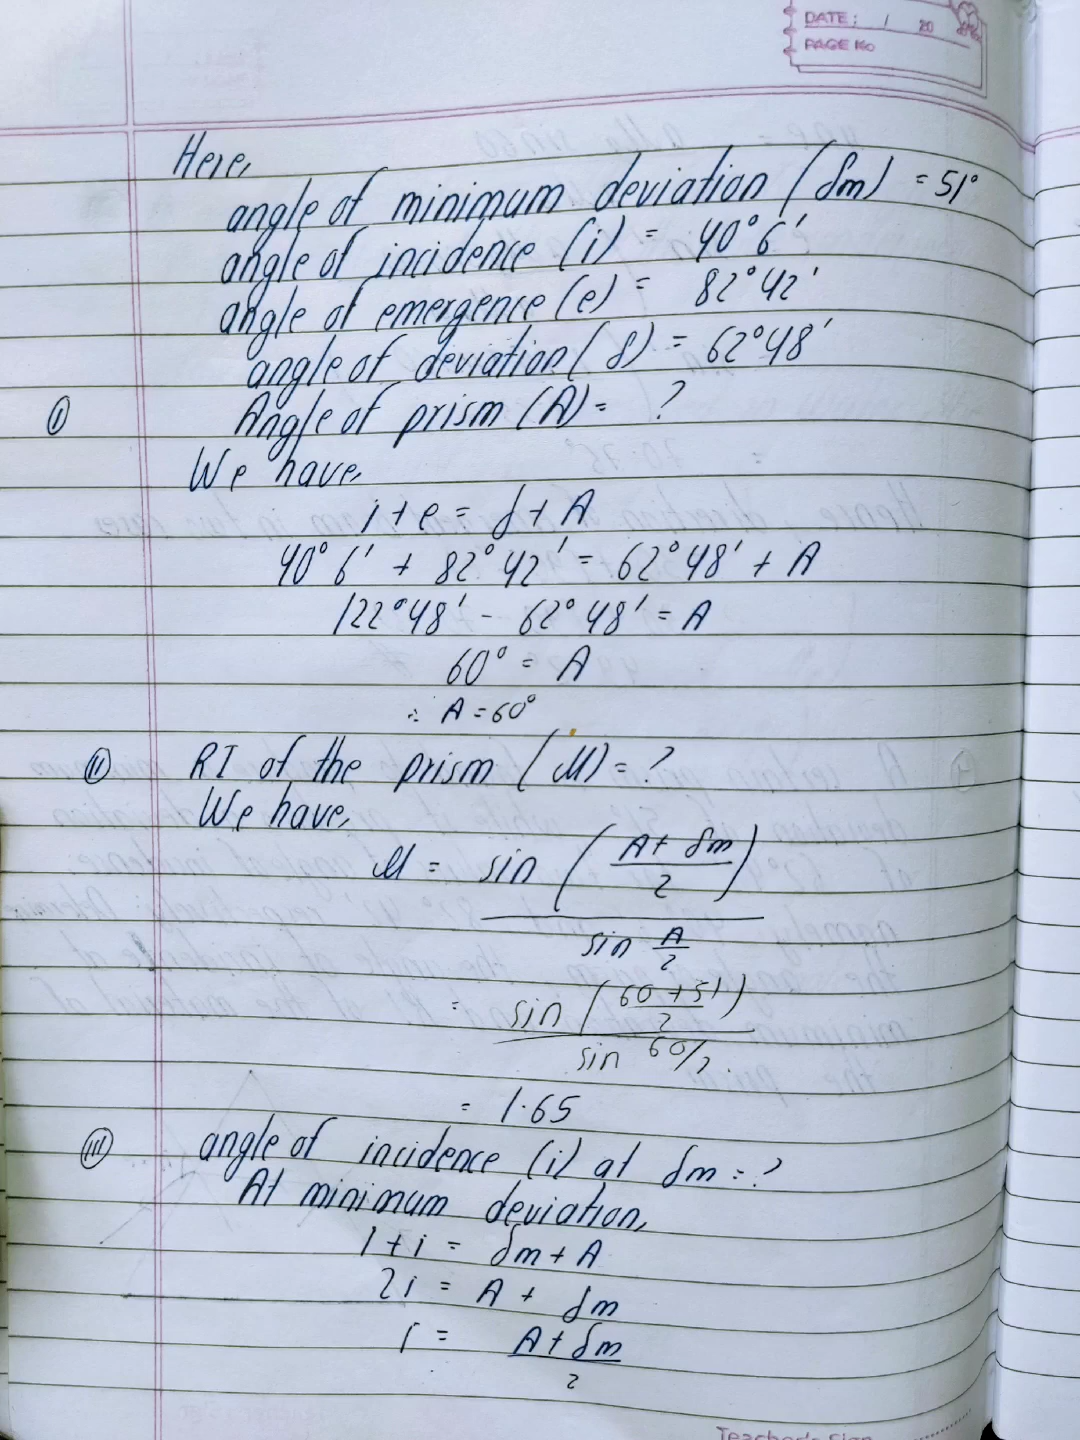 DATE: / 20
PAGE No
Here,
angle of minimum deviation (δm) = 51°
angle of incidence (i) = 40°6'
angle of emergence (e) = 82°42'
angle of deviation (δ) = 62°48'
(i) Angle of prism (A) = ?
We have,
i + e = δ + A
40° 6' + 82° 42' = 62° 48' + A
122°48' - 62°48' = A
60° = A
∴ A = 60°
(ii) RI of the prism (μ) = ?
We have,
μ = sin (A + δm / 2)
sin A/2
= sin (60 + 51 / 2)
sin 60/2
= 1.65
(iii) angle of incidence (i) at δm = ?
At minimum deviation,
i + i = δm + A
2i = A + δm
i = A + δm
2
Teacher's Sign